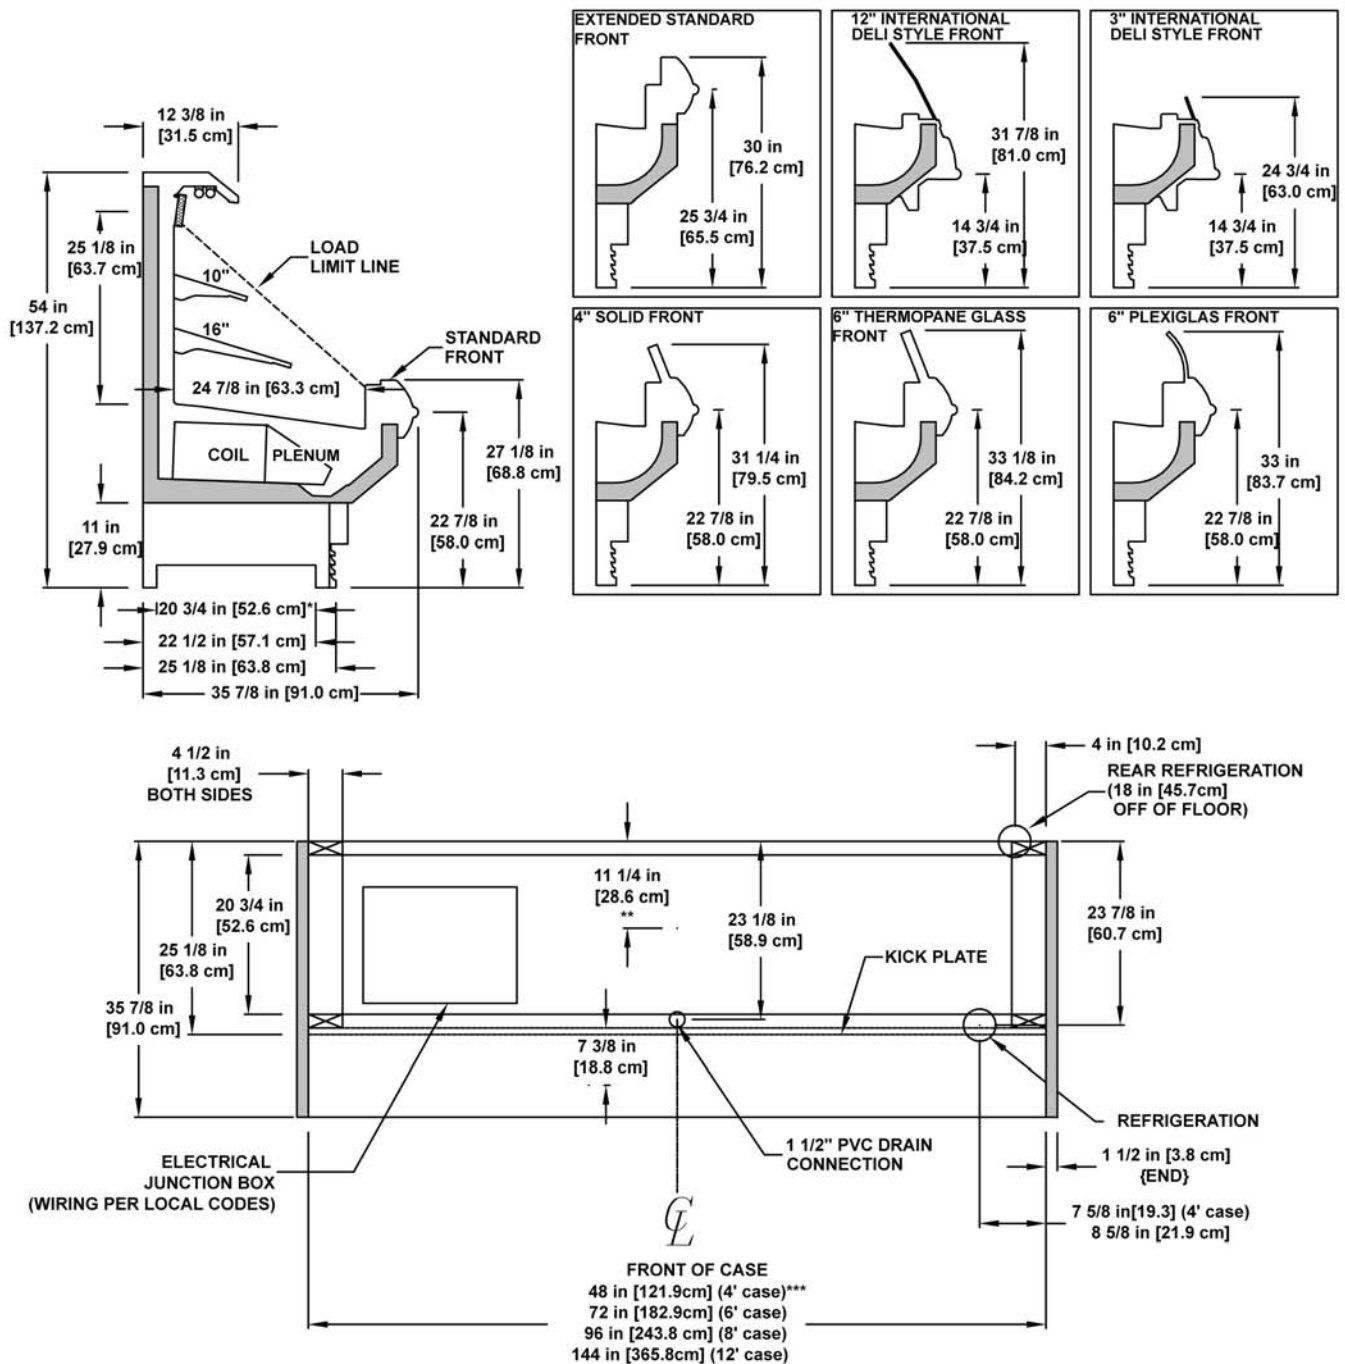 12 3/8 in
[31.5 cm]
25 1/8 in
[63.7 cm]
54 in
[137.2 cm]
10"
16"
LOAD
LIMIT LINE
STANDARD
FRONT
24 7/8 in [63.3 cm]
COIL
PLENUM
27 1/8 in
[68.8 cm]
22 7/8 in
[58.0 cm]
11 in
[27.9 cm]
20 3/4 in [52.6 cm]*
22 1/2 in [57.1 cm]
25 1/8 in [63.8 cm]
35 7/8 in [91.0 cm]
EXTENDED STANDARD
FRONT
30 in
[76.2 cm]
25 3/4 in
[65.5 cm]
12" INTERNATIONAL
DELI STYLE FRONT
31 7/8 in
[81.0 cm]
14 3/4 in
[37.5 cm]
3" INTERNATIONAL
DELI STYLE FRONT
24 3/4 in
[63.0 cm]
14 3/4 in
[37.5 cm]
4" SOLID FRONT
31 1/4 in
[79.5 cm]
22 7/8 in
[58.0 cm]
6" THERMOPANE GLASS
FRONT
33 1/8 in
[84.2 cm]
22 7/8 in
[58.0 cm]
6" PLEXIGLAS FRONT
33 in
[83.7 cm]
22 7/8 in
[58.0 cm]
4 1/2 in
[11.3 cm]
BOTH SIDES
4 in [10.2 cm]
REAR REFRIGERATION
(18 in [45.7cm]
OFF OF FLOOR)
11 1/4 in
[28.6 cm]
**
20 3/4 in
[52.6 cm]
23 1/8 in
[58.9 cm]
23 7/8 in
[60.7 cm]
25 1/8 in
[63.8 cm]
KICK PLATE
35 7/8 in
[91.0 cm]
7 3/8 in
[18.8 cm]
REFRIGERATION
1 1/2" PVC DRAIN
CONNECTION
1 1/2 in [3.8 cm]
{END}
ELECTRICAL
JUNCTION BOX
(WIRING PER LOCAL CODES)
7 5/8 in[19.3] (4' case)
8 5/8 in [21.9 cm]
CL
FRONT OF CASE
48 in [121.9cm] (4' case)***
72 in [182.9cm] (6' case)
96 in [243.8 cm] (8' case)
144 in [365.8cm] (12' case)